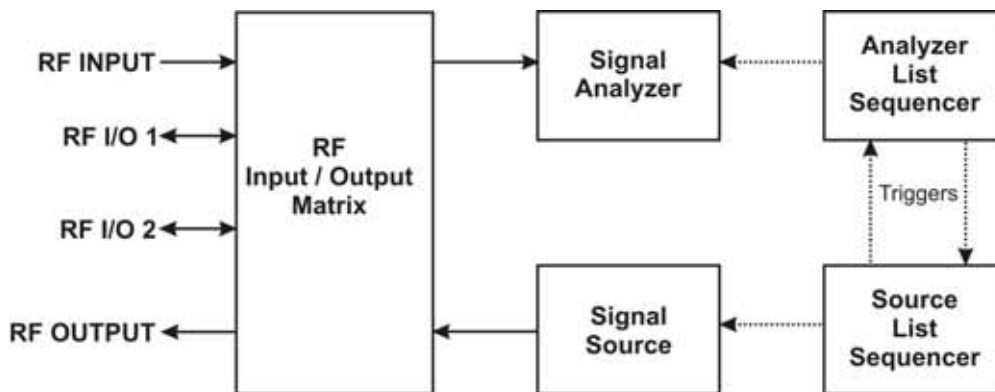 RF INPUT
RF I/O 1
RF I/O 2
RF OUTPUT
RF
Input / Output
Matrix
Signal
Analyzer
Analyzer
List
Sequencer
Triggers
Signal
Source
Source
List
Sequencer